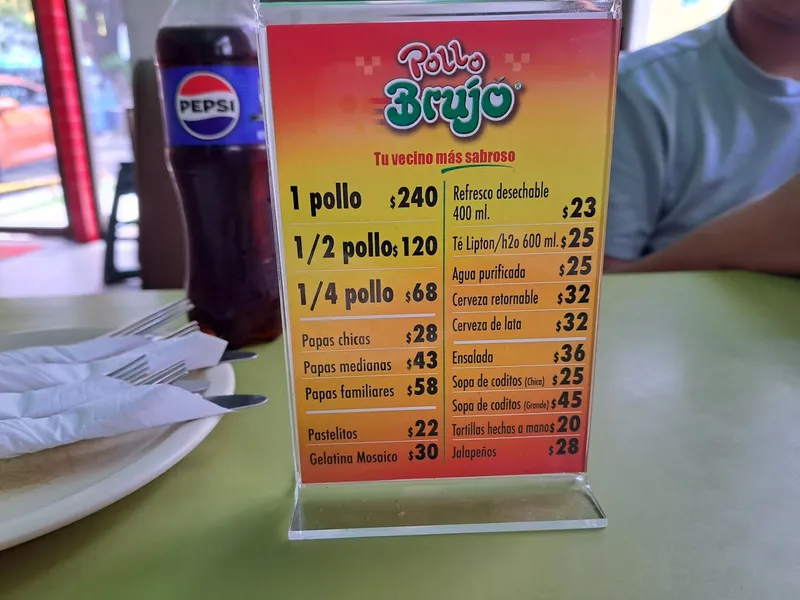 PEPSI
Pollo
Brujo®
Tu vecino más sabroso
1 pollo $240
1/2 pollo $120
1/4 pollo $68
Papas chicas $28
Papas medianas $43
Papas familiares $58
Pastelitos $22
Gelatina Mosaico $30
Refresco desechable
400 ml. $23
Té Lipton/h2o 600 ml. $25
Agua purificada $25
Cerveza retornable $32
Cerveza de lata $32
Ensalada $36
Sopa de coditos (Chica) $25
Sopa de coditos (Grande) $45
Tortillas hechas a mano $20
Jalapeños $28